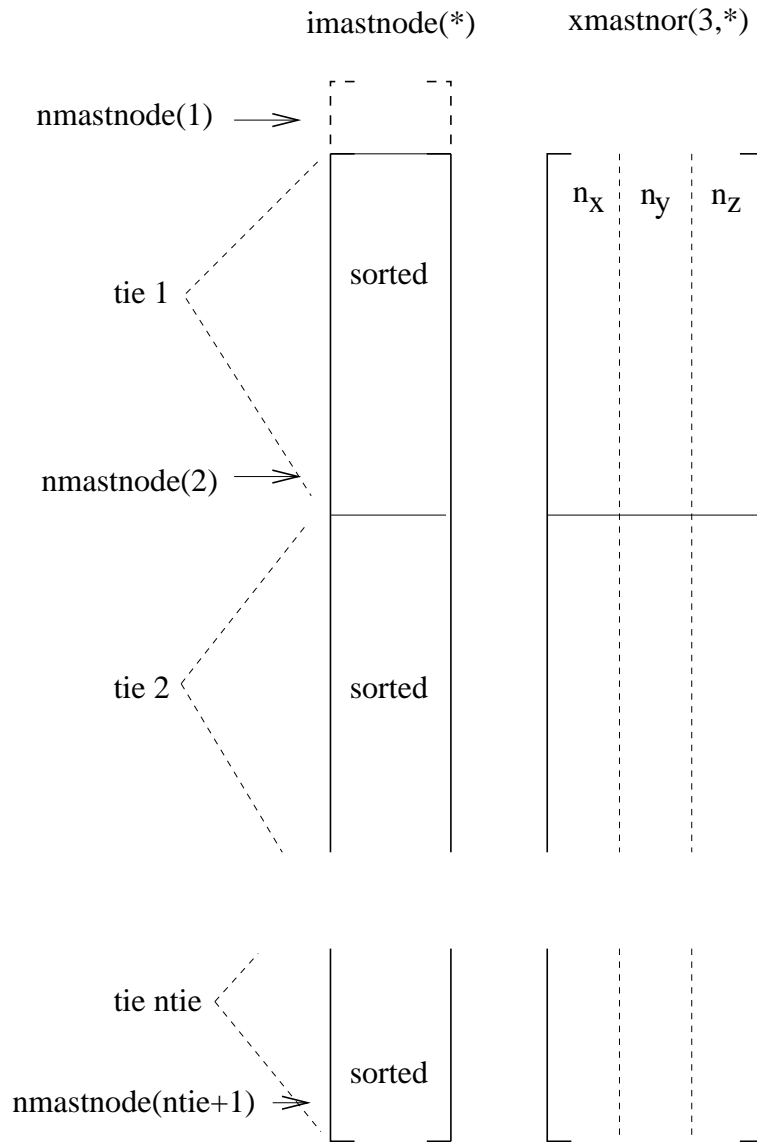 imastnode(*) xmastnor(3,*)
nmastnode(1)
n_x n_y n_z
sorted
tie 1
nmastnode(2)
tie 2
sorted
tie ntie
sorted
nmastnode(ntie+1)